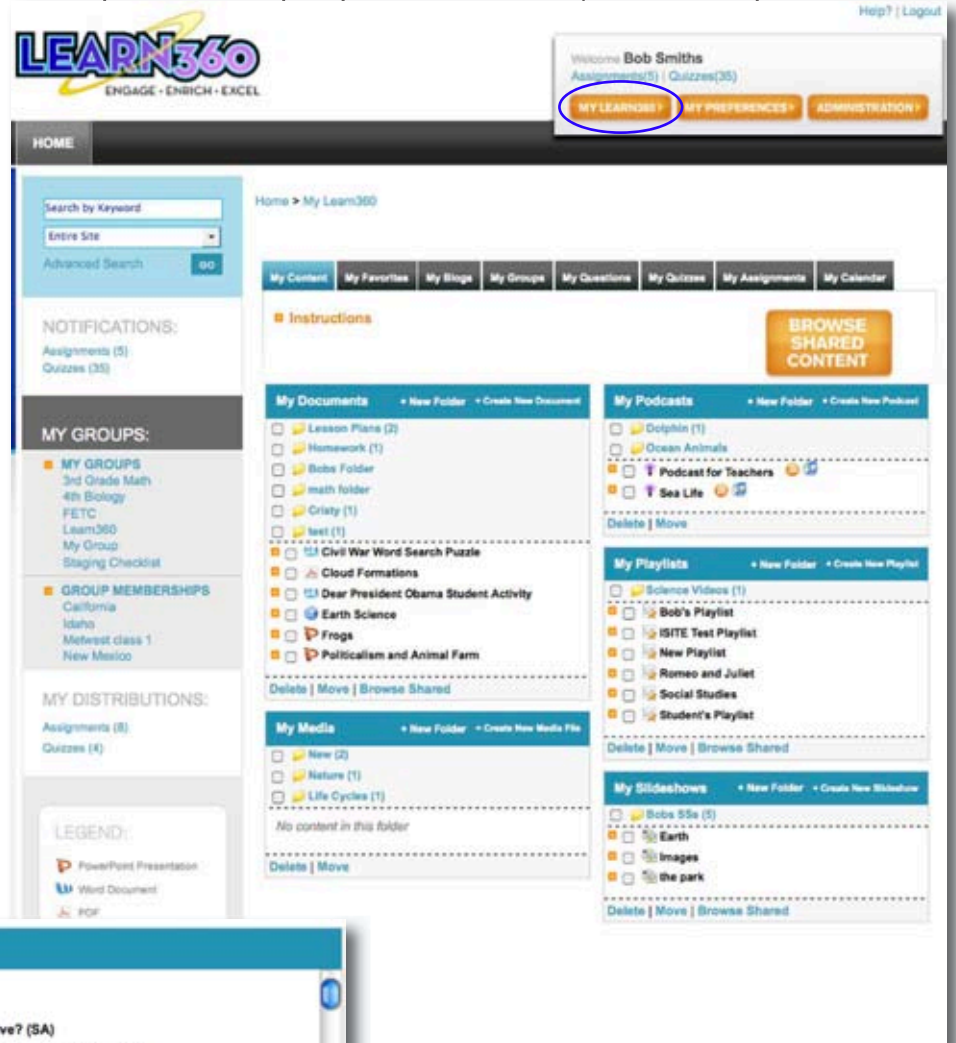 Help? | Logout
LEARN360
ENGAGE · ENRICH · EXCEL
Welcome Bob Smiths
Assignments(5) | Quizzes(35)
MY LEARN360 MY PREFERENCES ADMINISTRATION
HOME
Search by Keyword
Entire Site
Advanced Search GO
NOTIFICATIONS:
Assignments (5)
Quizzes (35)
MY GROUPS:
MY GROUPS
3rd Grade Math
4th Biology
FETC
Learn360
My Group
Staging Checklist
GROUP MEMBERSHIPS
California
Idaho
Metwest class 1
New Mexico
MY DISTRIBUTIONS:
Assignments (8)
Quizzes (4)
LEGEND:
PowerPoint Presentation
Word Document
PDF
Home > My Learn360
My Content My Favorites My Blogs My Groups My Questions My Quizzes My Assignments My Calendar
Instructions
BROWSE
SHARED
CONTENT
My Documents + New Folder + Create New Document
Lesson Plans (2)
Homework (1)
Bobs Folder
math folder
Cristy (1)
test (1)
Civil War Word Search Puzzle
Cloud Formations
Dear President Obama Student Activity
Earth Science
Frogs
Politicalism and Animal Farm
Delete | Move | Browse Shared
My Media + New Folder + Create New Media File
New (2)
Nature (1)
Life Cycles (1)
No content in this folder
Delete | Move
My Podcasts + New Folder + Create New Podcast
Dolphin (1)
Ocean Animals
Podcast for Teachers
Sea Life
Delete | Move
My Playlists + New Folder + Create New Playlist
Science Videos (1)
Bob's Playlist
ISITE Test Playlist
New Playlist
Romeo and Juliet
Social Studies
Student's Playlist
Delete | Move | Browse Shared
My Slideshows + New Folder + Create New Slideshow
Bobs SSs (5)
Earth
Images
the park
Delete | Move | Browse Shared
ve? (SA)